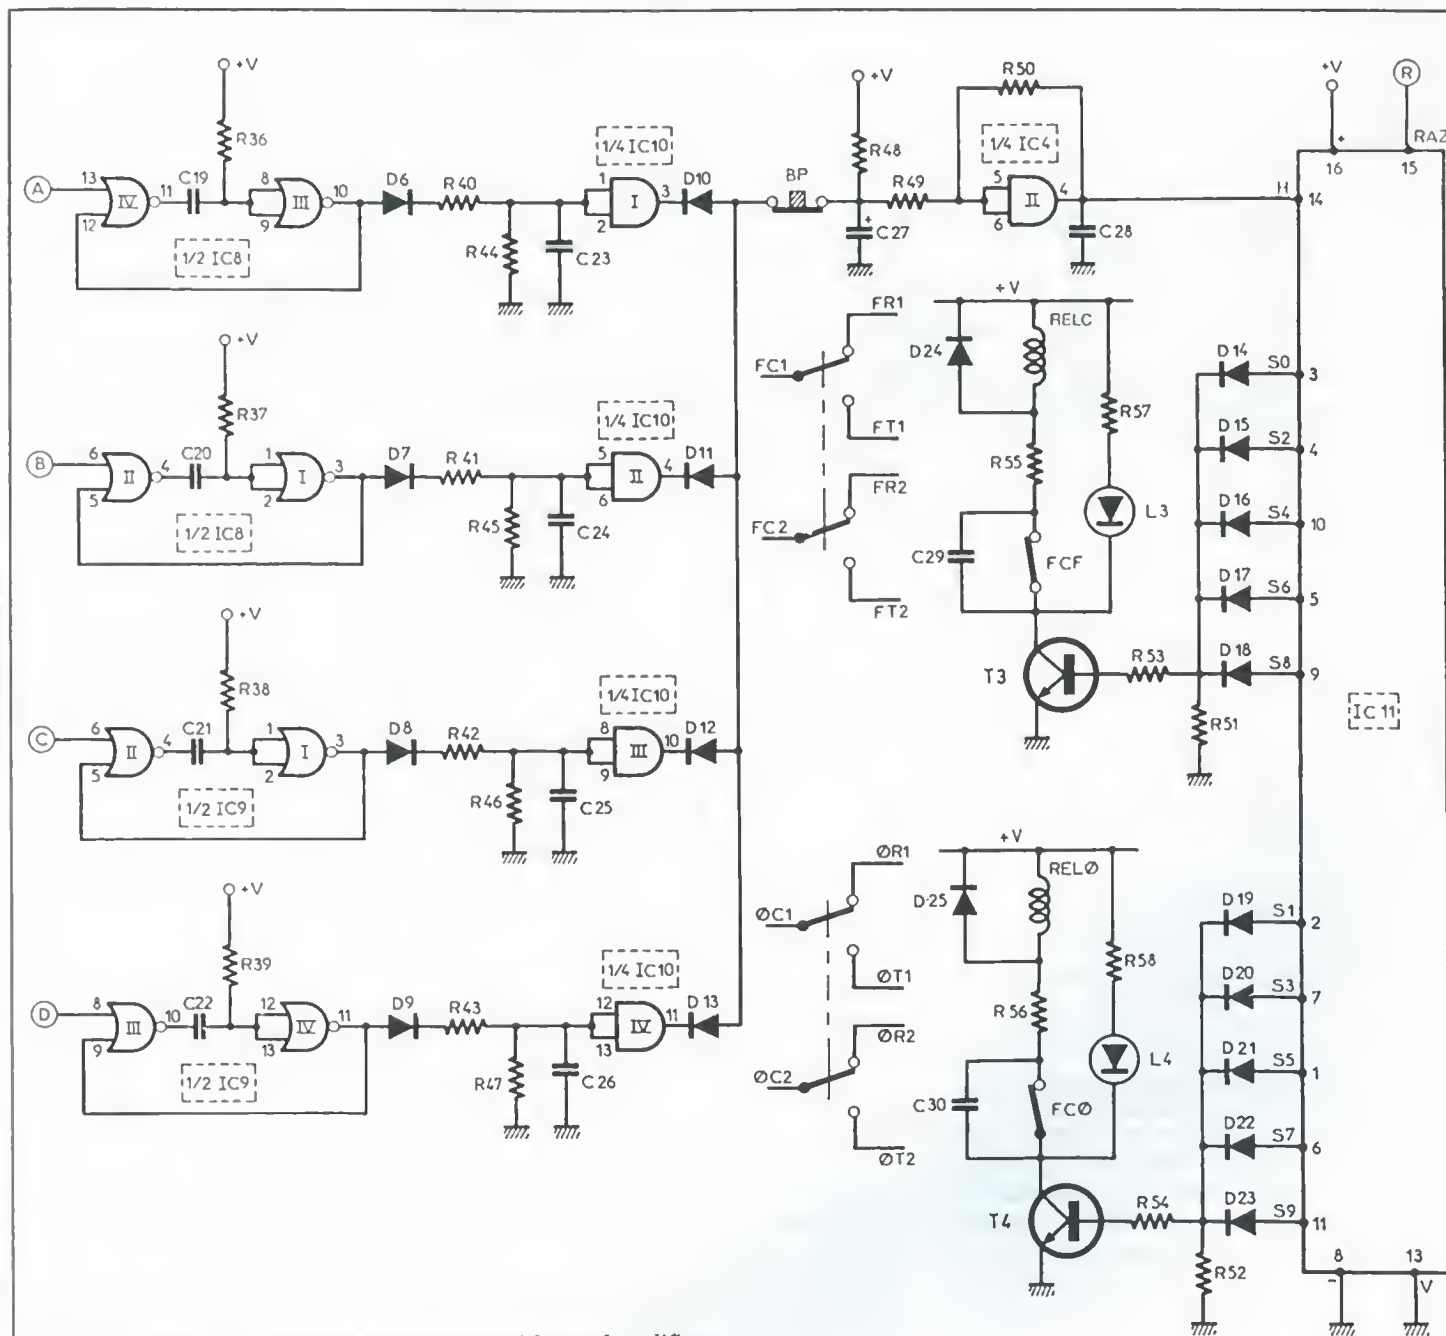 +V
R36
A
13
12
IV
11
C19
8
9
III
10
D6
R40
1/2 IC8
R44
C23
1/4 IC10
1
2
I
3
D10
BP
+V
R48
R49
C27
+
R50
1/4 IC4
5
6
II
4
C28
H
14
+V
+
16
R
RAZ
15
+V
R37
B
6
5
II
4
C20
1
2
I
3
D7
R41
1/2 IC8
R45
C24
1/4 IC10
5
6
II
4
D11
FR1
FC1
FT1
FR2
FC2
FT2
+V
RELC
D24
R57
R55
L3
C29
FCF
T3
R53
D14
S0
3
D15
S2
4
D16
S4
10
D17
S6
5
D18
S8
9
R51
IC11
+V
R38
C
6
5
II
4
C21
1
2
I
3
D8
R42
1/2 IC9
R46
C25
1/4 IC10
8
9
III
10
D12
+V
R39
D
8
9
III
10
C22
12
13
IV
11
D9
R43
1/2 IC9
R47
C26
1/4 IC10
12
13
IV
11
D13
ØR1
ØC1
ØT1
ØR2
ØC2
ØT2
+V
RELØ
D25
R58
R56
L4
C30
FCØ
T4
R54
D19
S1
2
D20
S3
7
D21
S5
1
D22
S7
6
D23
S9
11
R52
8
-
13
V